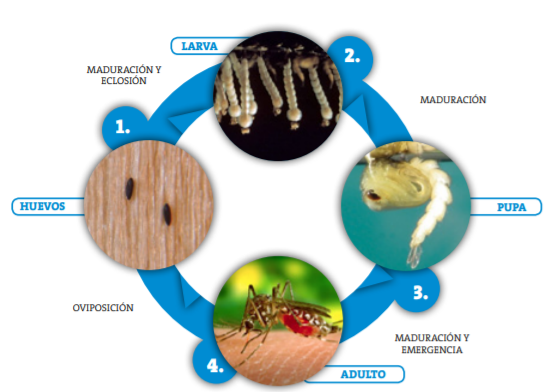 LARVA
2.
MADURACIÓN Y
ECLOSIÓN
MADURACIÓN
1.
HUEVOS
PUPA
3.
OVIPOSICIÓN
MADURACIÓN Y
EMERGENCIA
4.
ADULTO